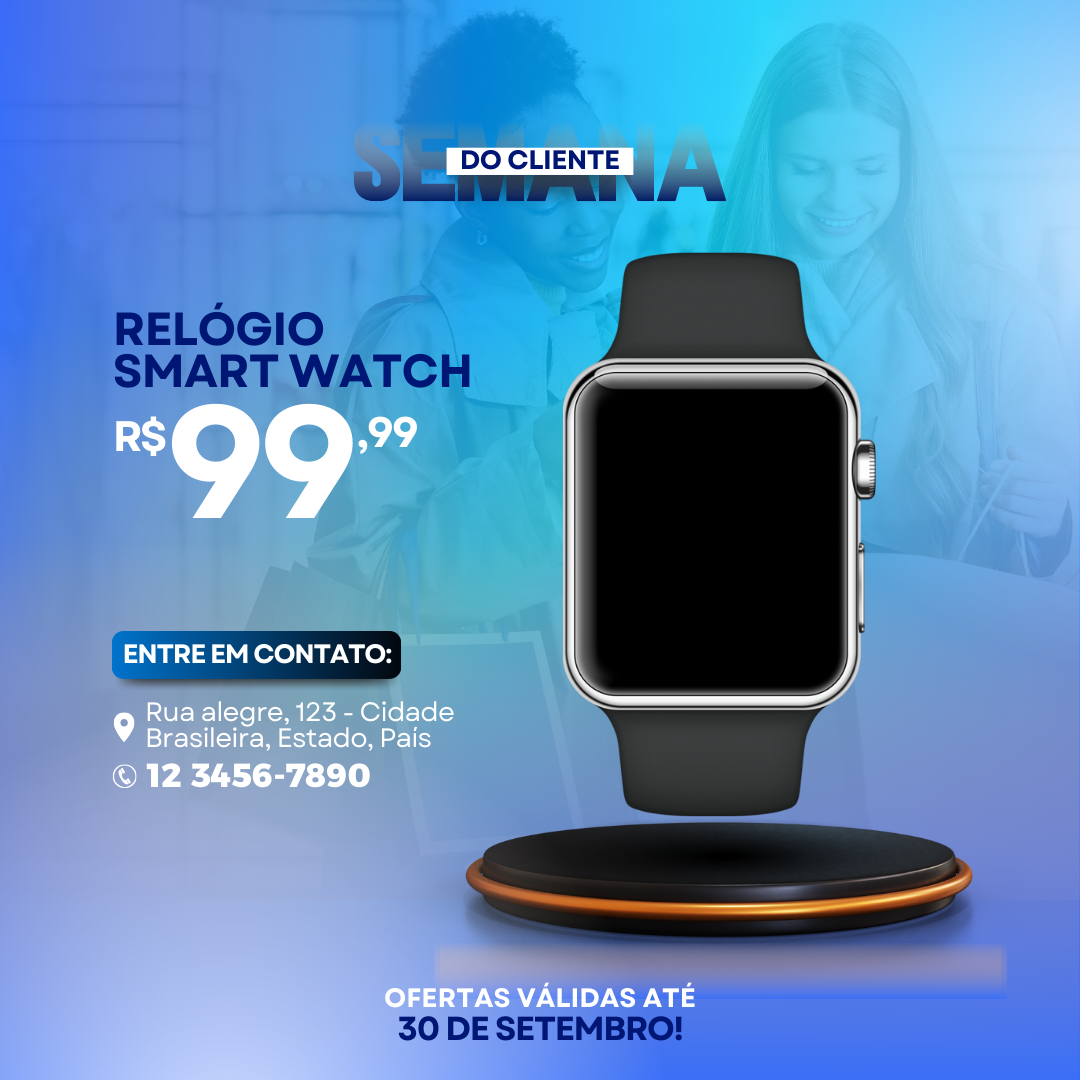 SEMANA
DO CLIENTE
RELÓGIO
SMART WATCH
R$99,99
ENTRE EM CONTATO:
Rua alegre, 123 - Cidade
Brasileira, Estado, País
12 3456-7890
OFERTAS VÁLIDAS ATÉ
30 DE SETEMBRO!